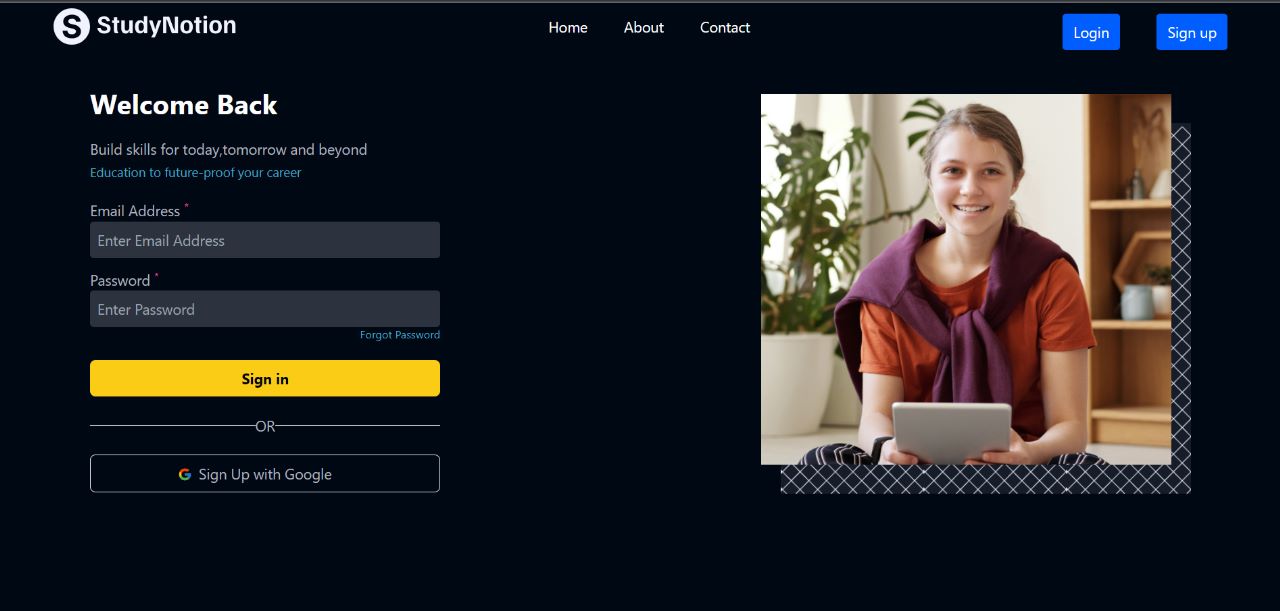 S StudyNotion
Home About Contact
Login Sign up
Welcome Back
Build skills for today,tomorrow and beyond
Education to future-proof your career
Email Address *
Enter Email Address
Password *
Enter Password
Forgot Password
Sign in
OR
G Sign Up with Google